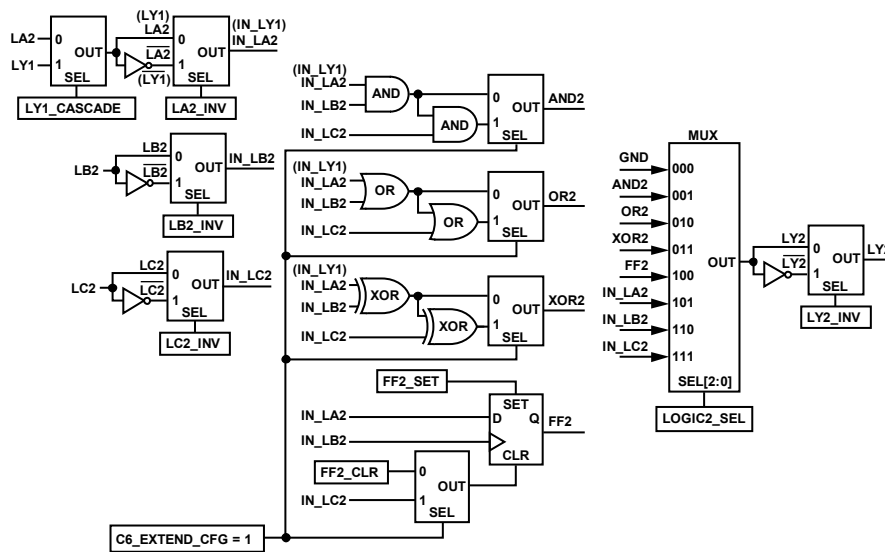 LA2
LY1
0
1
OUT
SEL
LY1_CASCADE
(LY1)
LA2
LA2
(LY1)
0
1
OUT
SEL
LA2_INV
(IN_LY1)
IN_LA2
LB2
LB2
LB2
0
1
OUT
SEL
LB2_INV
IN_LB2
LC2
LC2
LC2
0
1
OUT
SEL
LC2_INV
IN_LC2
(IN_LY1)
IN_LA2
IN_LB2
IN_LC2
AND
AND
0
1
OUT
SEL
AND2
(IN_LY1)
IN_LA2
IN_LB2
IN_LC2
OR
OR
0
1
OUT
SEL
OR2
(IN_LY1)
IN_LA2
IN_LB2
IN_LC2
XOR
XOR
0
1
OUT
SEL
XOR2
FF2_SET
IN_LA2
IN_LB2
SET
D
Q
CLR
FF2
FF2_CLR
IN_LC2
0
1
OUT
SEL
C6_EXTEND_CFG = 1
MUX
GND
000
AND2
001
OR2
010
XOR2
011
FF2
100
IN_LA2
101
IN_LB2
110
IN_LC2
111
OUT
SEL[2:0]
LOGIC2_SEL
LY2
LY2
0
1
OUT
SEL
LY2_INV